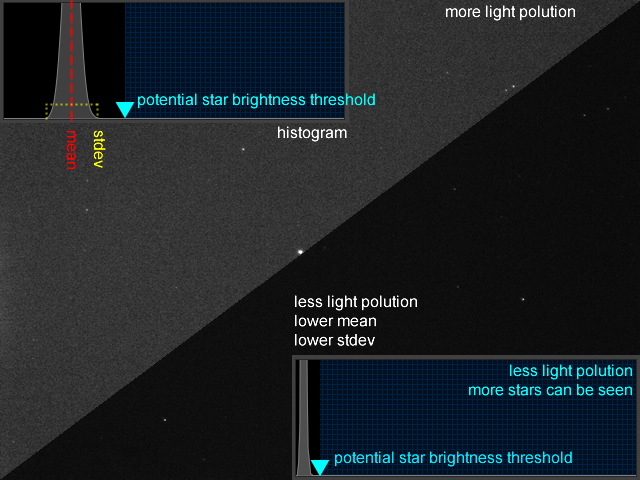 more light polution
potential star brightness threshold
histogram
mean
stdev
less light polution
lower mean
lower stdev
less light polution
more stars can be seen
potential star brightness threshold